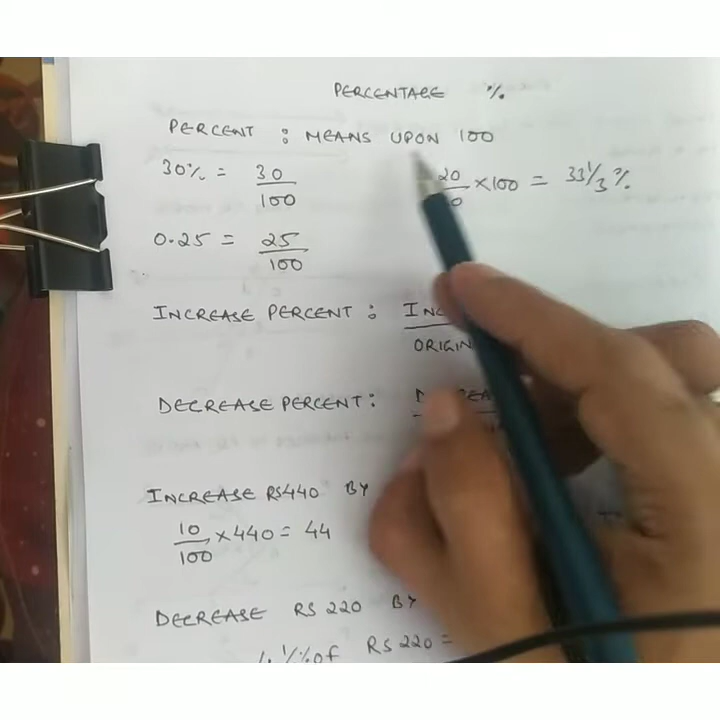 PERCENTAGE %
PERCENT : MEANS UPON 100
30% = 30/100
20 × 100 = 33 1/3 %
0.25 = 25/100
INCREASE PERCENT :
DECREASE PERCENT :
INCREASE RS440 BY
10/100 × 440 = 44
DECREASE RS 220 BY
% of RS 220 =